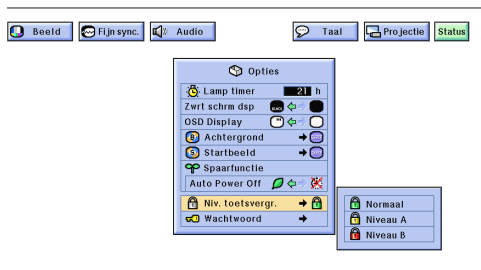 Beeld Fijn sync. Audio Taal Projectie Status
Opties
Lamp timer 21 h
Zwrt schrm dsp
OSD Display
Achtergrond
Startbeeld
Spaarfunctie
Auto Power Off
Niv. toetsvergr.
Wachtwoord
Normaal
Niveau A
Niveau B